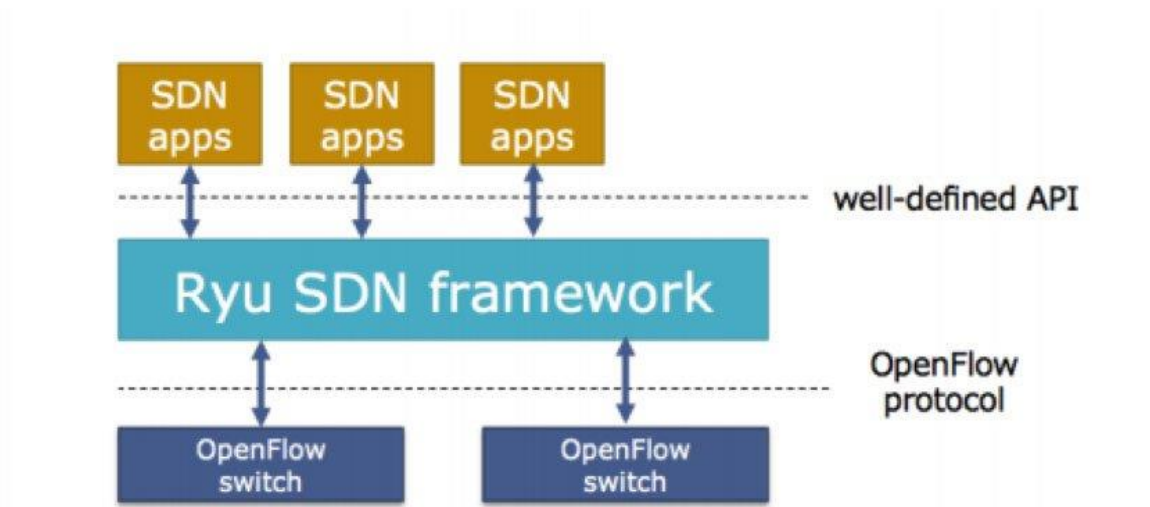 SDN
apps
SDN
apps
SDN
apps
well-defined API
Ryu SDN framework
OpenFlow
protocol
OpenFlow
switch
OpenFlow
switch